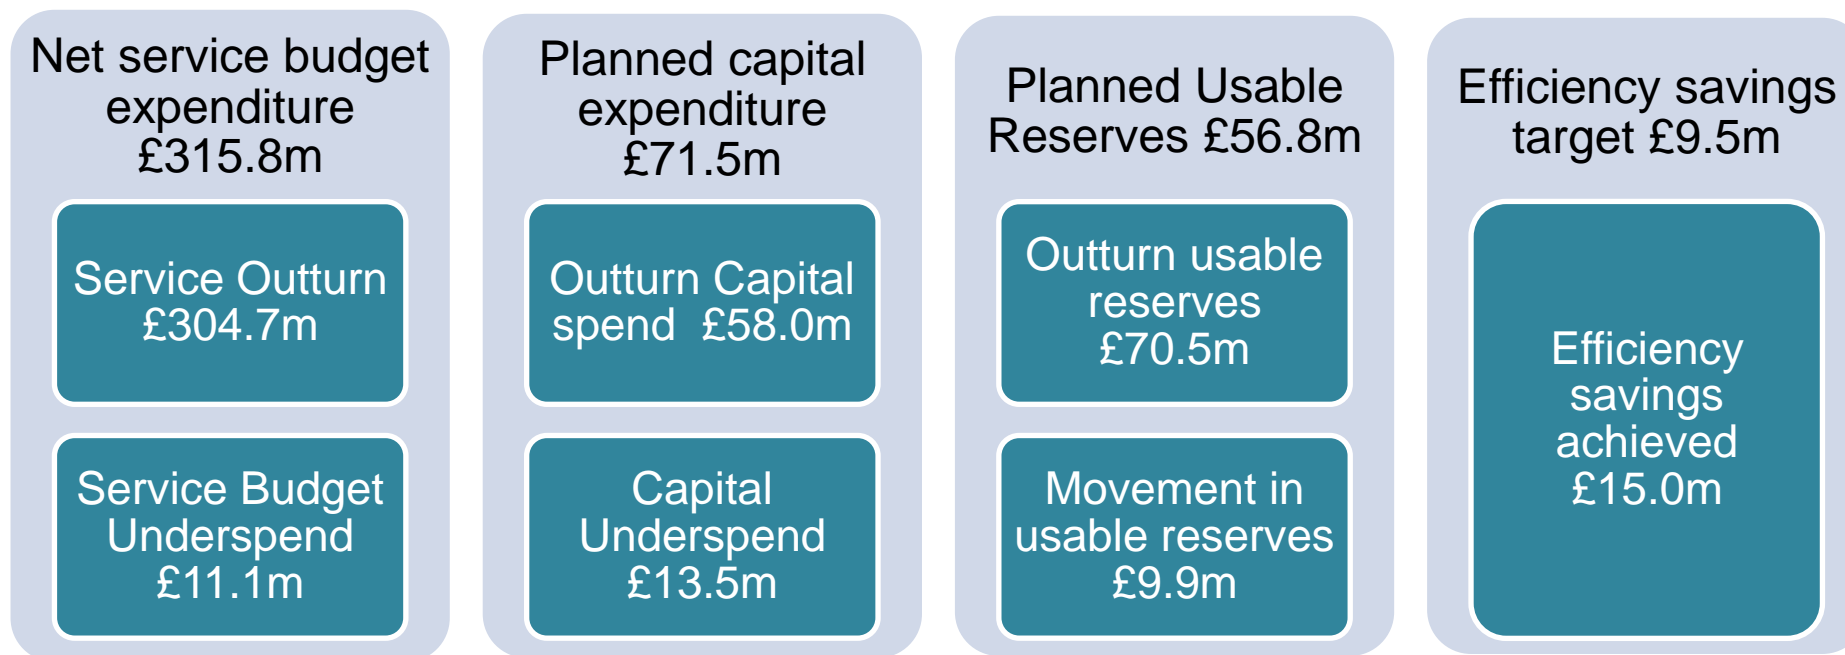 Net service budget
expenditure
£315.8m
Service Outturn
£304.7m
Service Budget
Underspend
£11.1m
Planned capital
expenditure
£71.5m
Outturn Capital
spend £58.0m
Capital
Underspend
£13.5m
Planned Usable
Reserves £56.8m
Outturn usable
reserves
£70.5m
Movement in
usable reserves
£9.9m
Efficiency savings
target £9.5m
Efficiency
savings
achieved
£15.0m